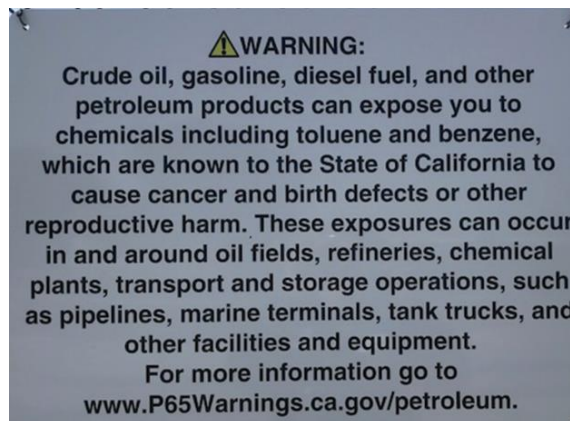 ⚠WARNING:
Crude oil, gasoline, diesel fuel, and other
petroleum products can expose you to
chemicals including toluene and benzene,
which are known to the State of California to
cause cancer and birth defects or other
reproductive harm. These exposures can occur
in and around oil fields, refineries, chemical
plants, transport and storage operations, such
as pipelines, marine terminals, tank trucks, and
other facilities and equipment.
For more information go to
www.P65Warnings.ca.gov/petroleum.